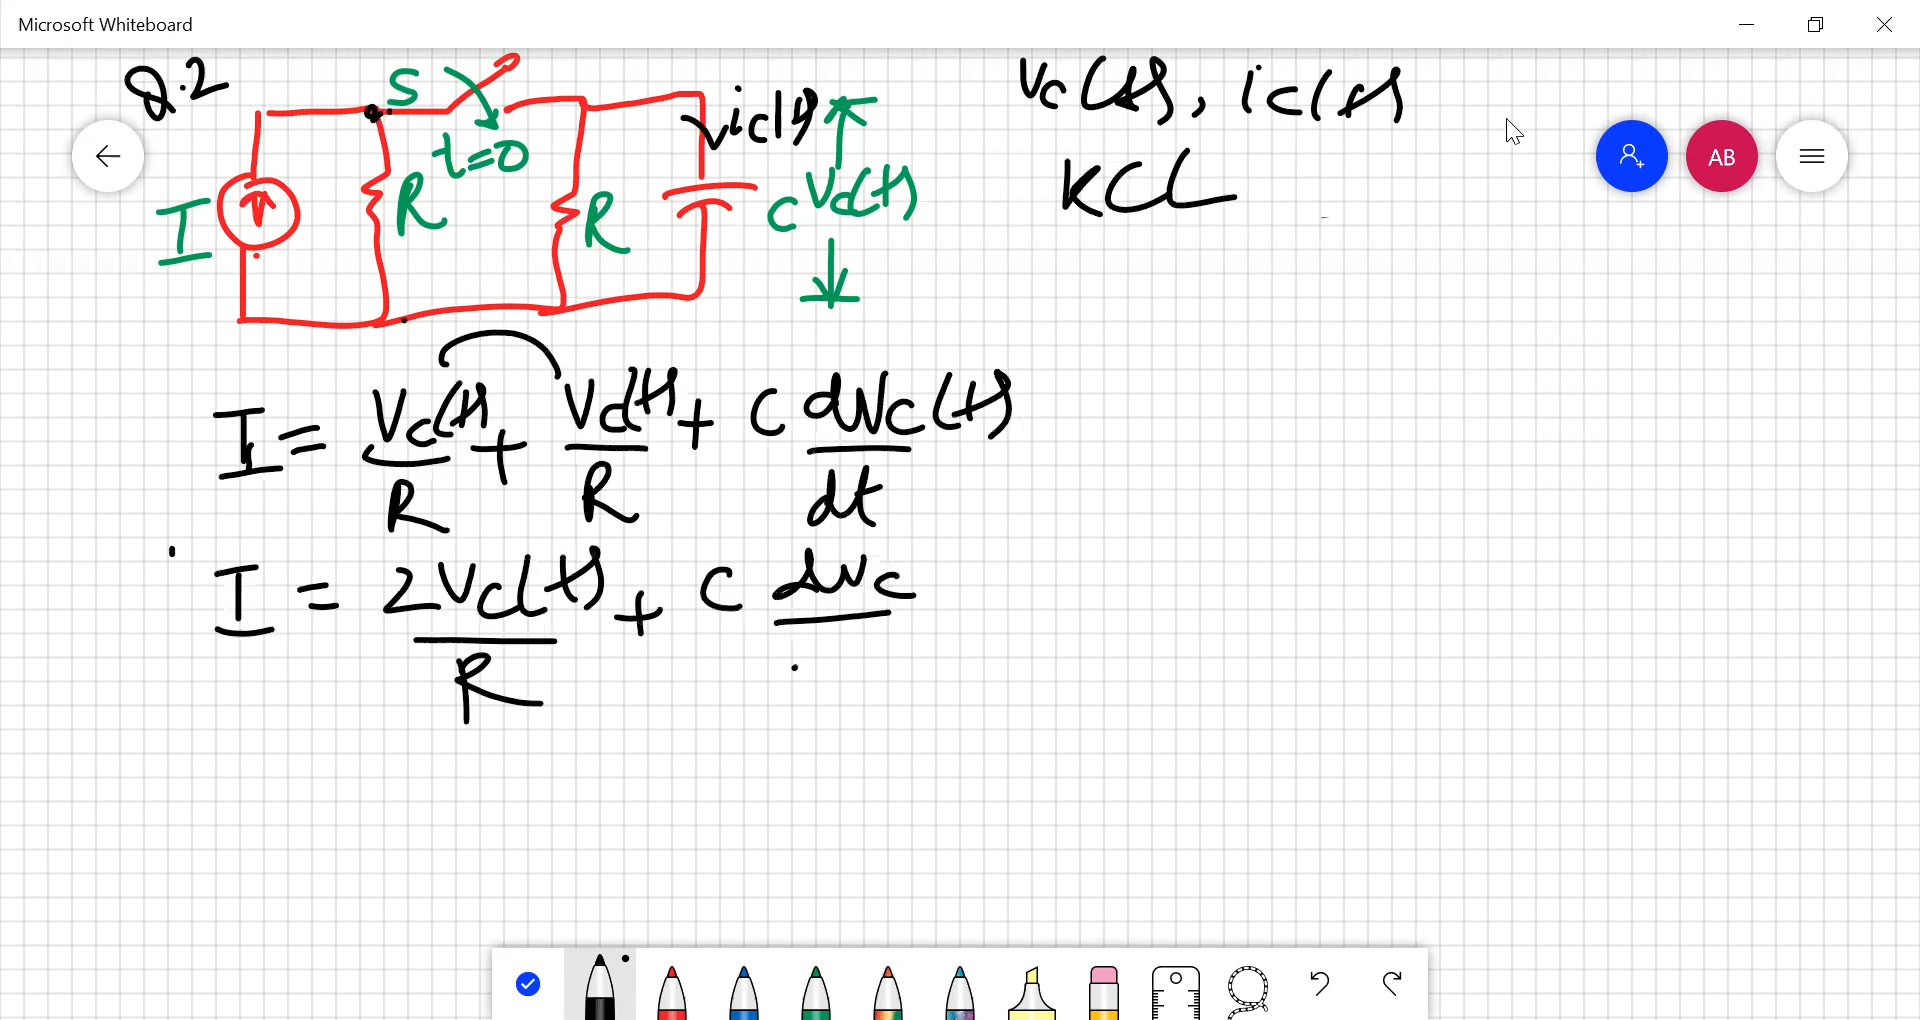 Microsoft Whiteboard
Q.2
S
t=0
I
R
R
C
ic(t)
Vc(t)
Vc(t), ic(t)
KCL
AB
I = Vc(t)/R + Vc(t)/R + C dVc(t)/dt
I = 2Vc(t)/R + C dVc